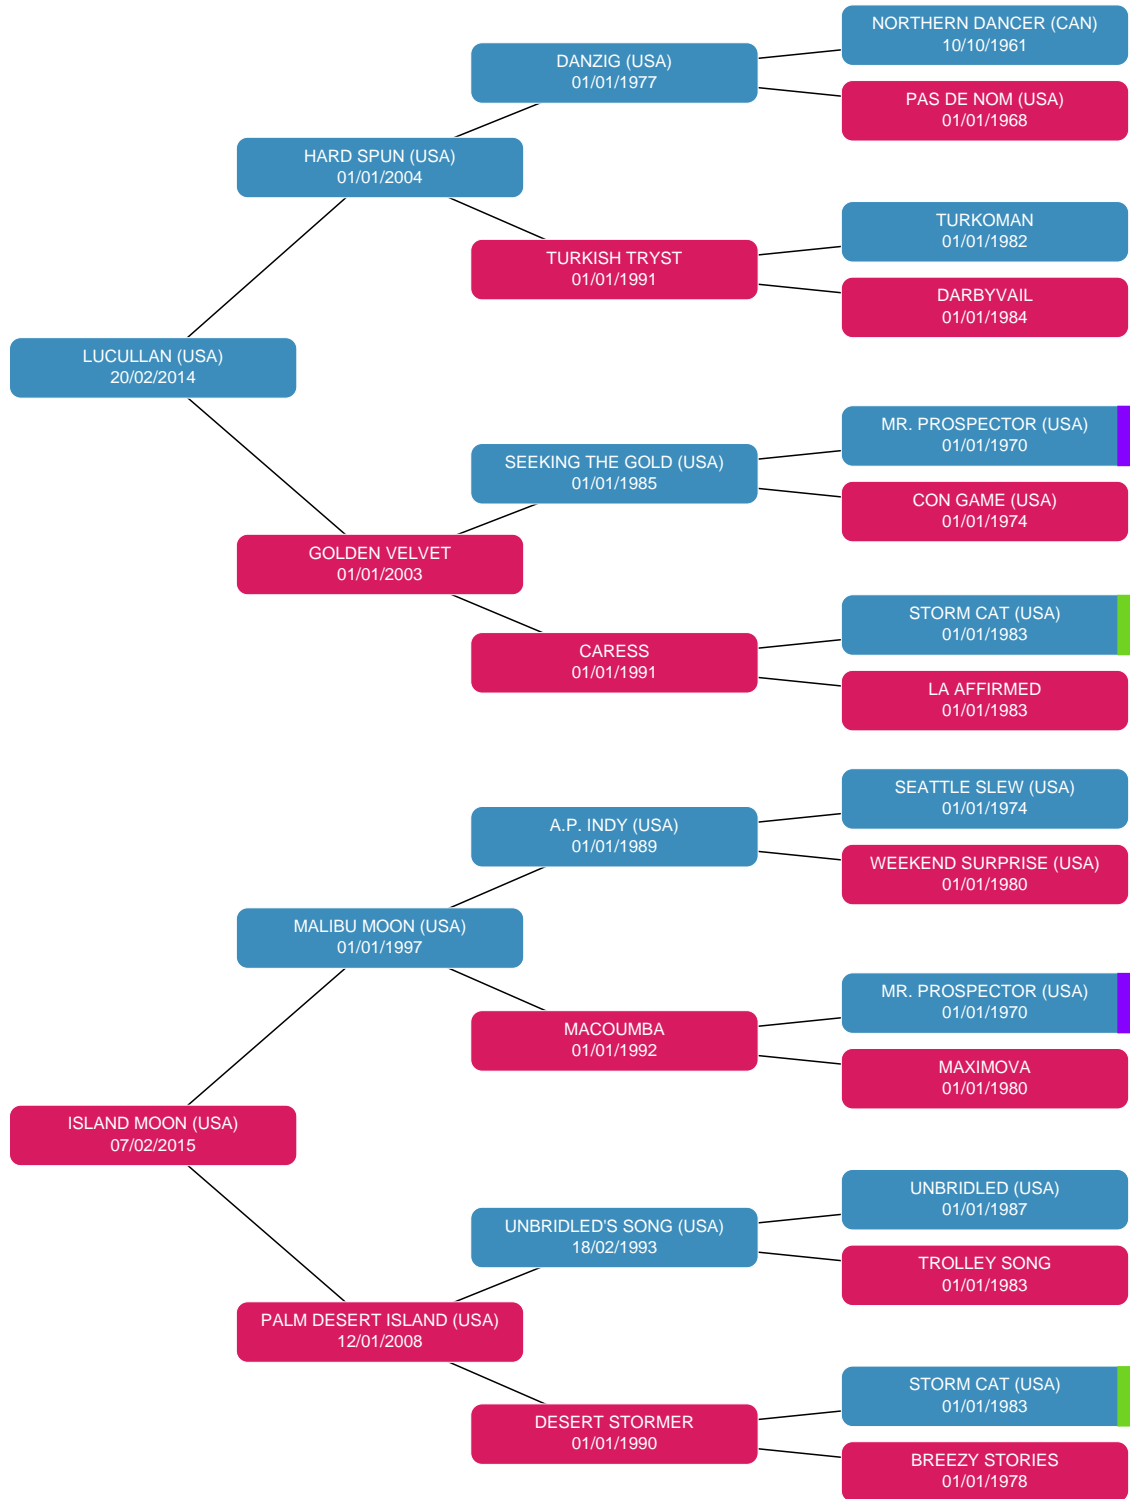 NORTHERN DANCER (CAN)
10/10/1961
DANZIG (USA)
01/01/1977
PAS DE NOM (USA)
01/01/1968
HARD SPUN (USA)
01/01/2004
TURKOMAN
01/01/1982
TURKISH TRYST
01/01/1991
DARBYVAIL
01/01/1984
LUCULLAN (USA)
20/02/2014
MR. PROSPECTOR (USA)
01/01/1970
SEEKING THE GOLD (USA)
01/01/1985
CON GAME (USA)
01/01/1974
GOLDEN VELVET
01/01/2003
STORM CAT (USA)
01/01/1983
CARESS
01/01/1991
LA AFFIRMED
01/01/1983
SEATTLE SLEW (USA)
01/01/1974
A.P. INDY (USA)
01/01/1989
WEEKEND SURPRISE (USA)
01/01/1980
MALIBU MOON (USA)
01/01/1997
MR. PROSPECTOR (USA)
01/01/1970
MACOUMBA
01/01/1992
MAXIMOVA
01/01/1980
ISLAND MOON (USA)
07/02/2015
UNBRIDLED (USA)
01/01/1987
UNBRIDLED'S SONG (USA)
18/02/1993
TROLLEY SONG
01/01/1983
PALM DESERT ISLAND (USA)
12/01/2008
STORM CAT (USA)
01/01/1983
DESERT STORMER
01/01/1990
BREEZY STORIES
01/01/1978